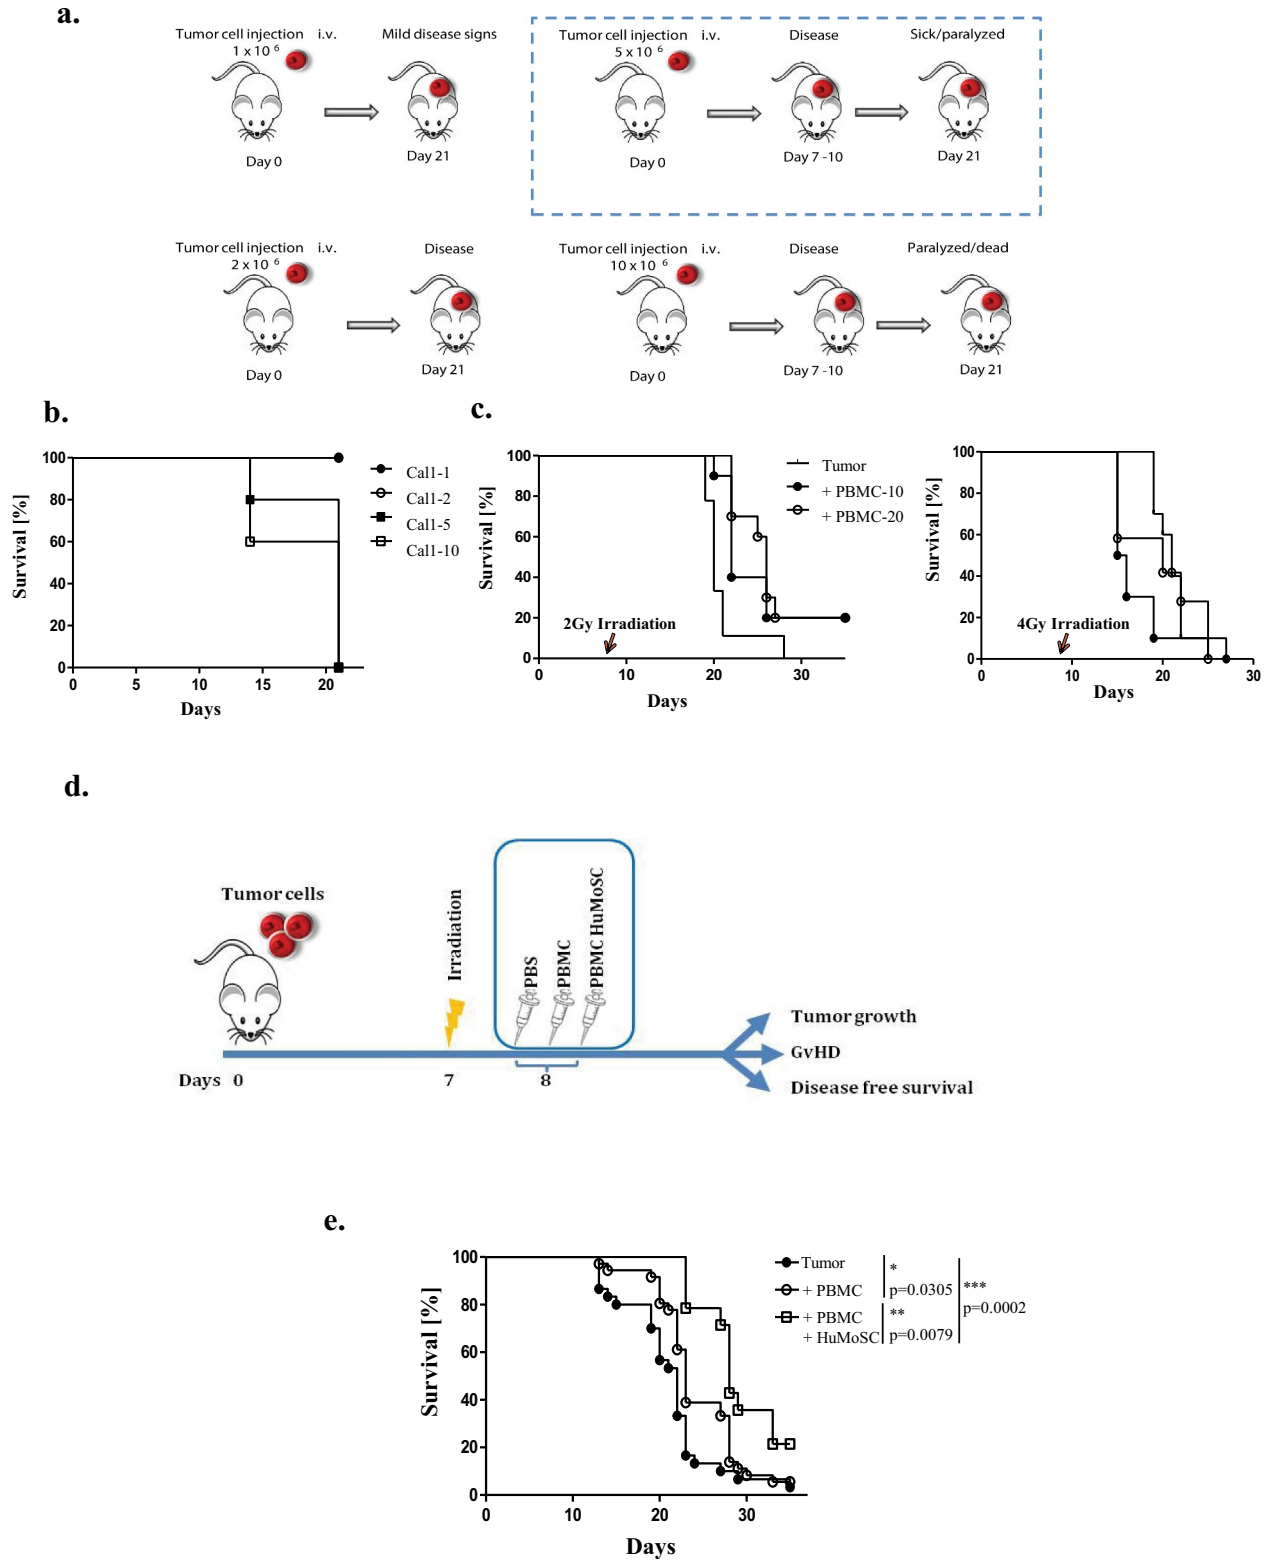 a.
Tumor cell injection i.v.
1 x 10 6
Mild disease signs
Day 0
Day 21
Tumor cell injection i.v.
5 x 10 6
Disease
Sick/paralyzed
Day 0
Day 7 -10
Day 21
Tumor cell injection i.v.
2 x 10 6
Disease
Day 0
Day 21
Tumor cell injection i.v.
10 x 10 6
Disease
Paralyzed/dead
Day 0
Day 7 -10
Day 21
b.
Survival [%]
100
80
60
40
20
0
0 5 10 15 20
Days
Cal1-1
Cal1-2
Cal1-5
Cal1-10
c.
Survival [%]
100
80
60
40
20
0
2Gy Irradiation
0 10 20 30
Days
Tumor
+ PBMC-10
+ PBMC-20
Survival [%]
100
80
60
40
20
0
4Gy Irradiation
0 10 20 30
Days
d.
Tumor cells
Irradiation
PBS
PBMC
PBMC HuMoSC
Days 0 7 8
Tumor growth
GvHD
Disease free survival
e.
Survival [%]
100
80
60
40
20
0
0 10 20 30
Days
Tumor
+ PBMC
+ PBMC
+ HuMoSC
*
p=0.0305
**
p=0.0079
***
p=0.0002